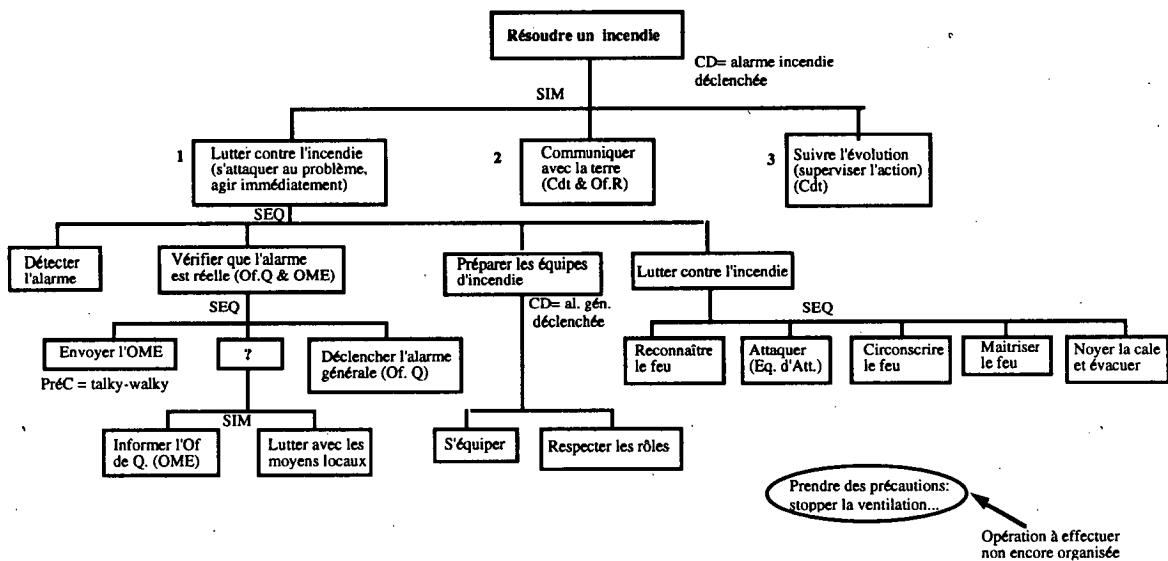 Résoudre un incendie
CD= alarme incendie
déclenchée
SIM
1
Lutter contre l'incendie
(s'attaquer au problème,
agir immédiatement)
2
Communiquer
avec la terre
(Cdt & Of.R)
3
Suivre l'évolution
(superviser l'action)
(Cdt)
SEQ
Détecter
l'alarme
Vérifier que l'alarme
est réelle (Of.Q & OME)
Préparer les équipes
d'incendie
Lutter contre l'incendie
SEQ
CD= al. gén.
déclenchée
SEQ
Envoyer l'OME
PréC = talky-walky
?
Déclencher l'alarme
générale (Of. Q)
Reconnaître
le feu
Attaquer
(Eq. d'Att.)
Circonscrire
le feu
Maitriser
le feu
Noyer la cale
et évacuer
SIM
Informer l'Of
de Q. (OME)
Lutter avec les
moyens locaux
S'équiper
Respecter les rôles
Prendre des précautions:
stopper la ventilation...
Opération à effectuer
non encore organisée